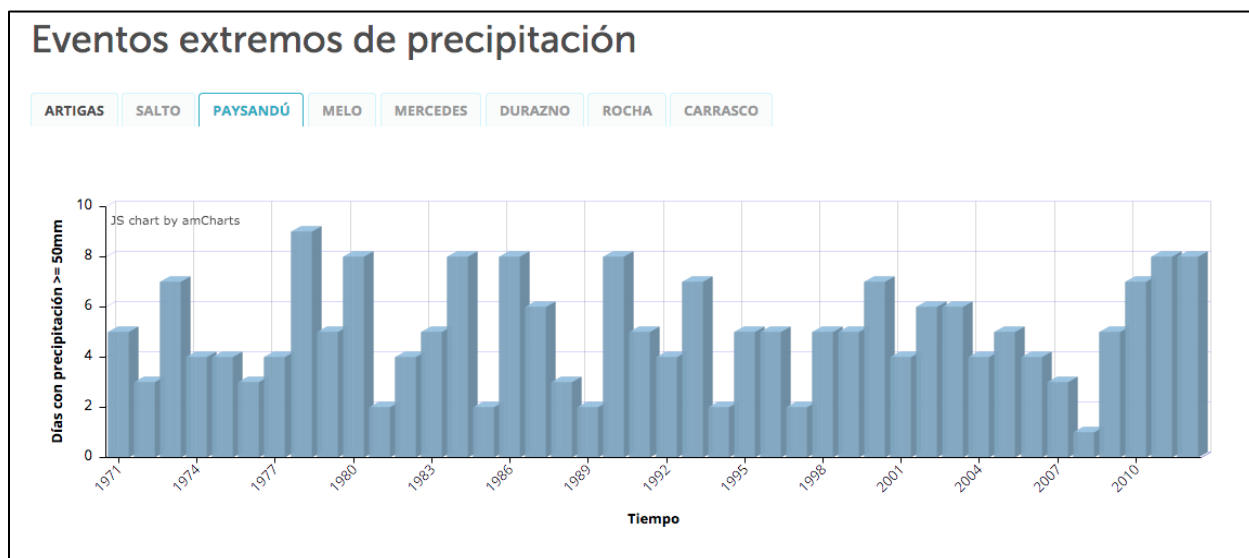 Eventos extremos de precipitación
ARTIGAS SALTO PAYSANDÚ MELO MERCEDES DURAZNO ROCHA CARRASCO
JS chart by amCharts
Días con precipitación >= 50mm
10
8
6
4
2
0
1971 1974 1977 1980 1983 1986 1989 1992 1995 1998 2001 2004 2007 2010
Tiempo